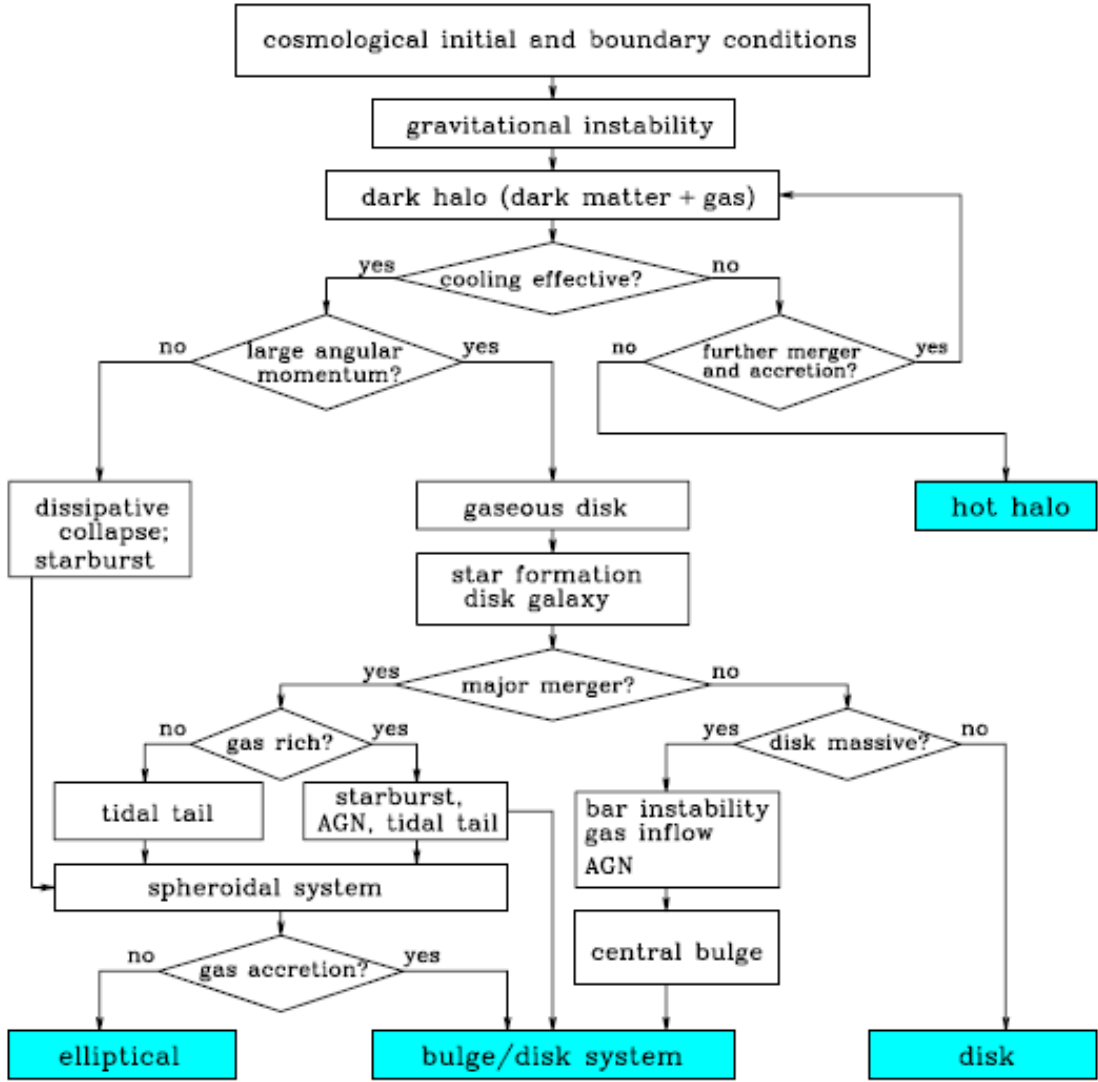 cosmological initial and boundary conditions
gravitational instability
dark halo (dark matter + gas)
yes
cooling effective?
no
no
large angular
momentum?
yes
no
further merger
and accretion?
yes
dissipative
collapse;
starburst
gaseous disk
hot halo
star formation
disk galaxy
yes
major merger?
no
no
gas rich?
yes
yes
disk massive?
no
tidal tail
starburst,
AGN, tidal tail
bar instability
gas inflow
AGN
spheroidal system
central bulge
no
gas accretion?
yes
elliptical
bulge/disk system
disk